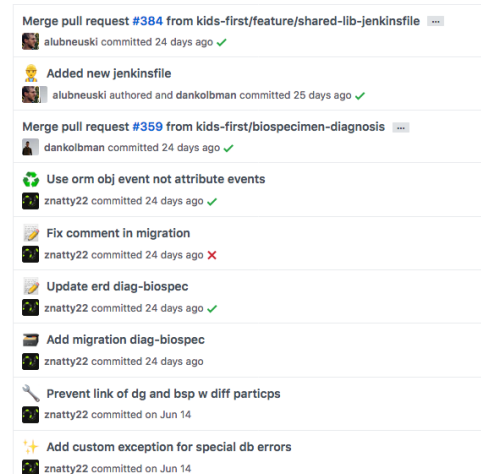 Merge pull request #384 from kids-first/feature/shared-lib-jenkinsfile ...
alubneuski committed 24 days ago ✓
👷 Added new jenkinsfile
alubneuski authored and dankolbman committed 25 days ago ✓
Merge pull request #359 from kids-first/biospecimen-diagnosis ...
dankolbman committed 24 days ago ✓
♻️ Use orm obj event not attribute events
znatty22 committed 24 days ago ✓
📝 Fix comment in migration
znatty22 committed 24 days ago ✗
📝 Update erd diag-biospec
znatty22 committed 24 days ago ✓
🗃 Add migration diag-biospec
znatty22 committed 24 days ago
🔧 Prevent link of dg and bsp w diff particps
znatty22 committed on Jun 14
✨ Add custom exception for special db errors
znatty22 committed on Jun 14